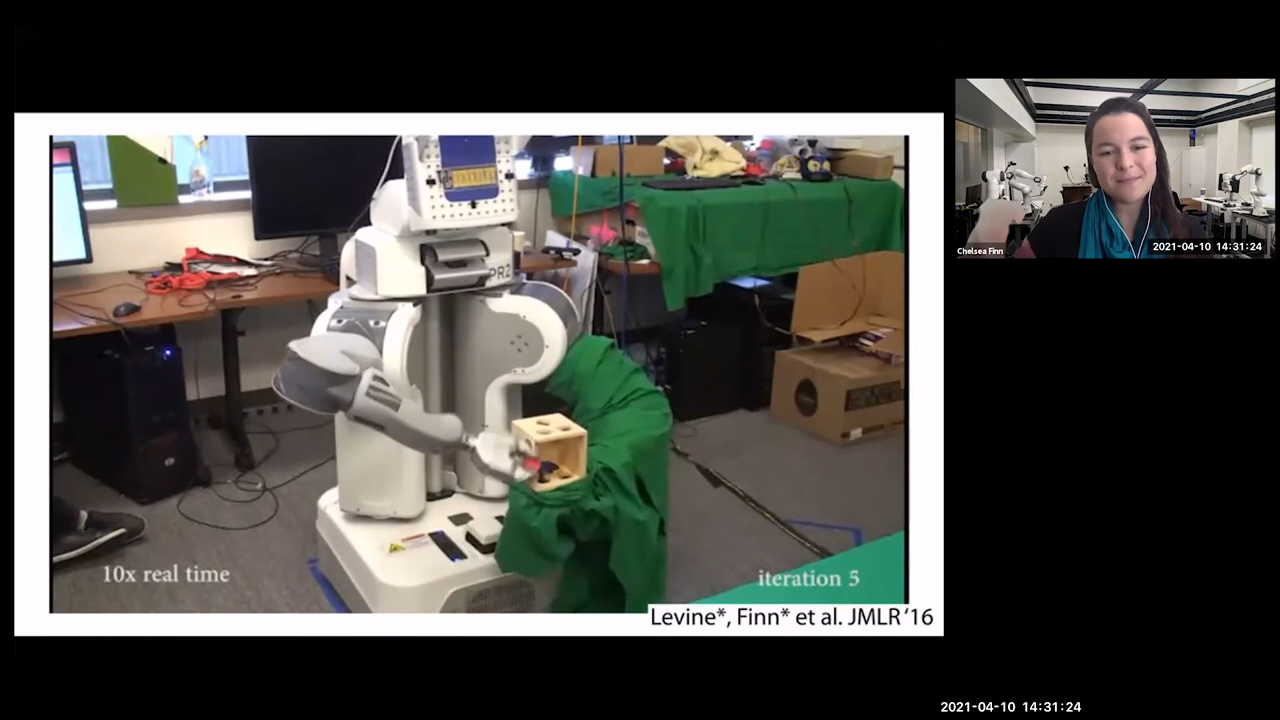 PR2
10x real time
iteration 5
Levine*, Finn* et al. JMLR '16
Chelsea Finn
2021-04-10 14:31:24
2021-04-10 14:31:24